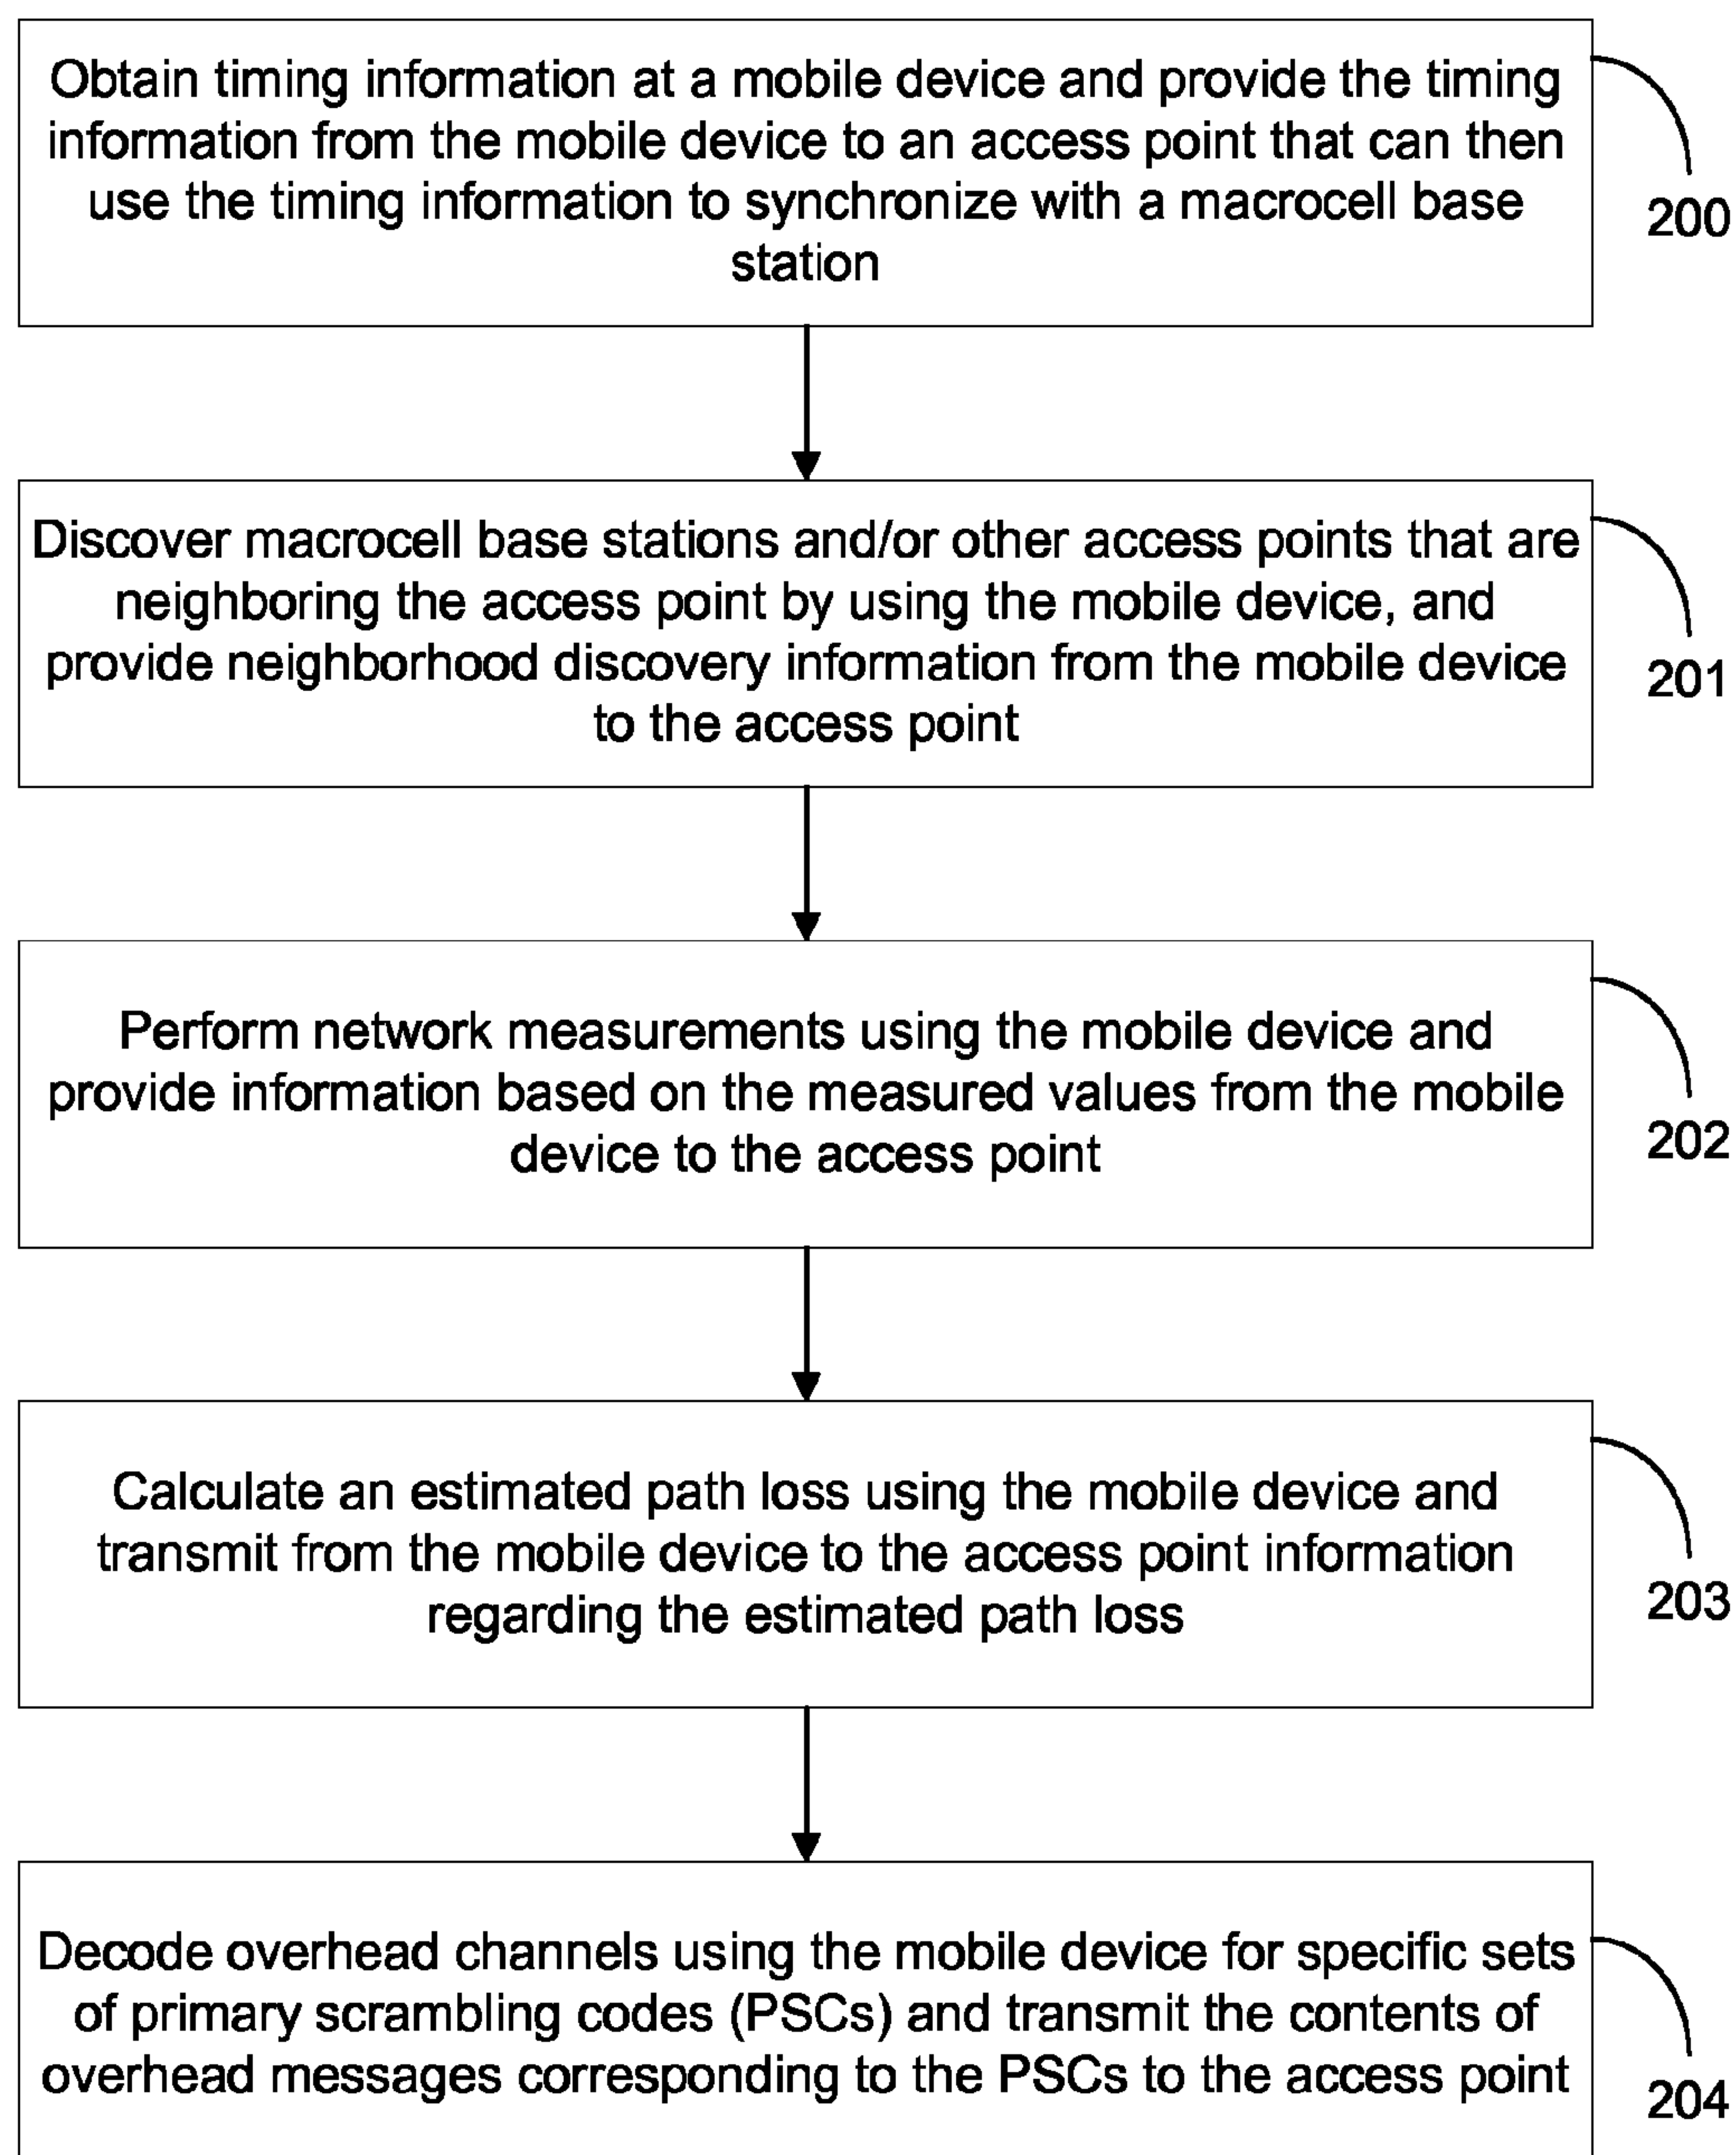 Obtain timing information at a mobile device and provide the timing
information from the mobile device to an access point that can then
use the timing information to synchronize with a macrocell base
station
200
Discover macrocell base stations and/or other access points that are
neighboring the access point by using the mobile device, and
provide neighborhood discovery information from the mobile device
to the access point
201
Perform network measurements using the mobile device and
provide information based on the measured values from the mobile
device to the access point
202
Calculate an estimated path loss using the mobile device and
transmit from the mobile device to the access point information
regarding the estimated path loss
203
Decode overhead channels using the mobile device for specific sets
of primary scrambling codes (PSCs) and transmit the contents of
overhead messages corresponding to the PSCs to the access point
204